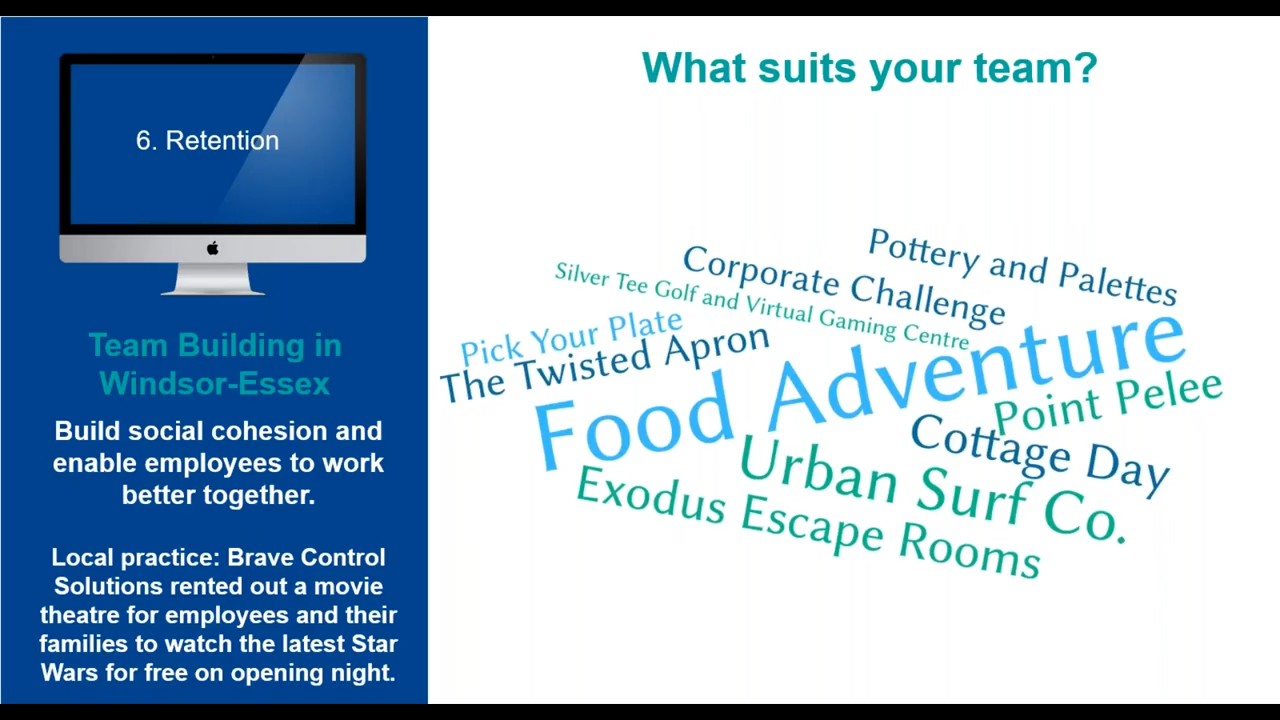 6. Retention
Team Building in
Windsor-Essex
Build social cohesion and
enable employees to work
better together.
Local practice: Brave Control
Solutions rented out a movie
theatre for employees and their
families to watch the latest Star
Wars for free on opening night.
What suits your team?
Pottery and Palettes
Corporate Challenge
Silver Tee Golf and Virtual Gaming Centre
Pick Your Plate
The Twisted Apron
Food Adventure
Point Pelee
Cottage Day
Urban Surf Co.
Exodus Escape Rooms